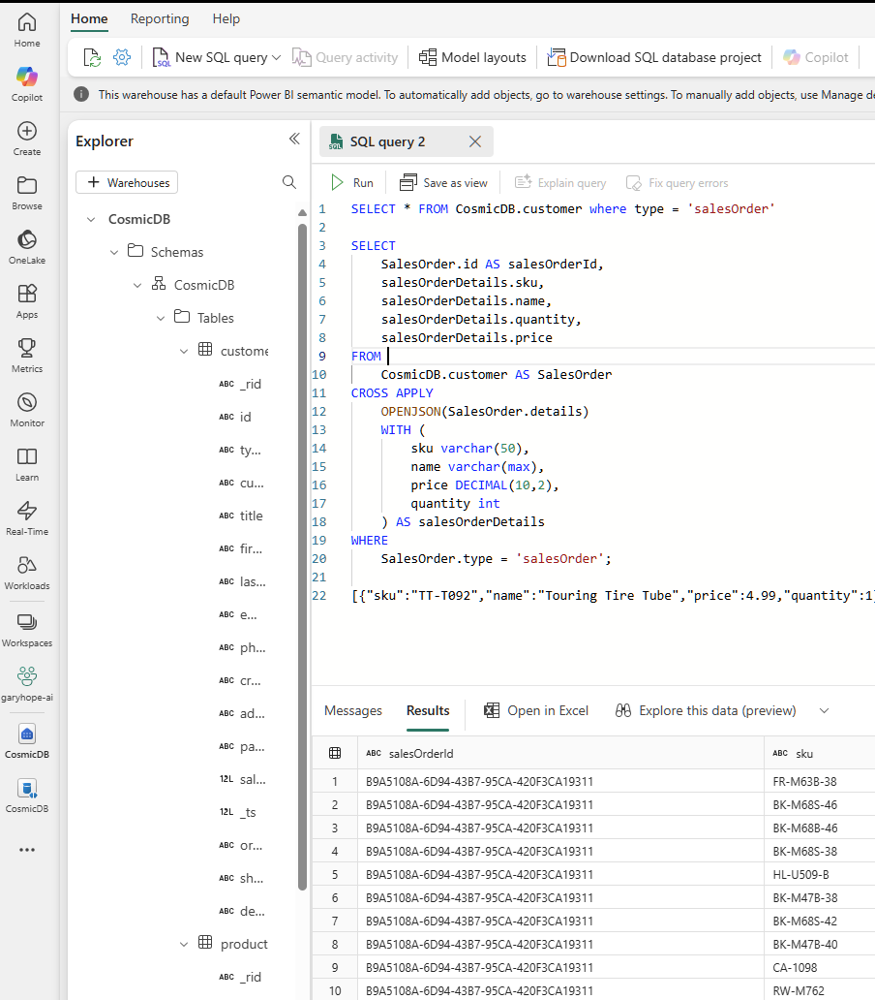 Home
Copilot
Create
Browse
OneLake
Apps
Metrics
Monitor
Learn
Real-Time
Workloads
Workspaces
garyhope-ai
CosmicDB
CosmicDB
Home Reporting Help
SQL New SQL query Query activity Model layouts Download SQL database project Copilot
This warehouse has a default Power BI semantic model. To automatically add objects, go to warehouse settings. To manually add objects, use Manage de
Explorer
+ Warehouses
CosmicDB
Schemas
CosmicDB
Tables
custome
ABC _rid
ABC id
ABC ty...
ABC cu...
ABC title
ABC fir...
ABC las...
ABC e...
ABC ph...
ABC cr...
ABC ad...
ABC pa...
12L sal...
12L _ts
ABC or...
ABC sh...
ABC de...
product
ABC _rid
SQL SQL query 2
Run Save as view Explain query Fix query errors
1 SELECT * FROM CosmicDB.customer where type = 'salesOrder'
2
3 SELECT
4 SalesOrder.id AS salesOrderId,
5 salesOrderDetails.sku,
6 salesOrderDetails.name,
7 salesOrderDetails.quantity,
8 salesOrderDetails.price
9 FROM
10 CosmicDB.customer AS SalesOrder
11 CROSS APPLY
12 OPENJSON(SalesOrder.details)
13 WITH (
14 sku varchar(50),
15 name varchar(max),
16 price DECIMAL(10,2),
17 quantity int
18 ) AS salesOrderDetails
19 WHERE
20 SalesOrder.type = 'salesOrder';
21
22 [{"sku":"TT-T092","name":"Touring Tire Tube","price":4.99,"quantity":1}
Messages Results Open in Excel Explore this data (preview)
ABC salesOrderId ABC sku
1 B9A5108A-6D94-43B7-95CA-420F3CA19311 FR-M63B-38
2 B9A5108A-6D94-43B7-95CA-420F3CA19311 BK-M68S-46
3 B9A5108A-6D94-43B7-95CA-420F3CA19311 BK-M68B-46
4 B9A5108A-6D94-43B7-95CA-420F3CA19311 BK-M68S-38
5 B9A5108A-6D94-43B7-95CA-420F3CA19311 HL-U509-B
6 B9A5108A-6D94-43B7-95CA-420F3CA19311 BK-M47B-38
7 B9A5108A-6D94-43B7-95CA-420F3CA19311 BK-M68S-42
8 B9A5108A-6D94-43B7-95CA-420F3CA19311 BK-M47B-40
9 B9A5108A-6D94-43B7-95CA-420F3CA19311 CA-1098
10 B9A5108A-6D94-43B7-95CA-420F3CA19311 RW-M762